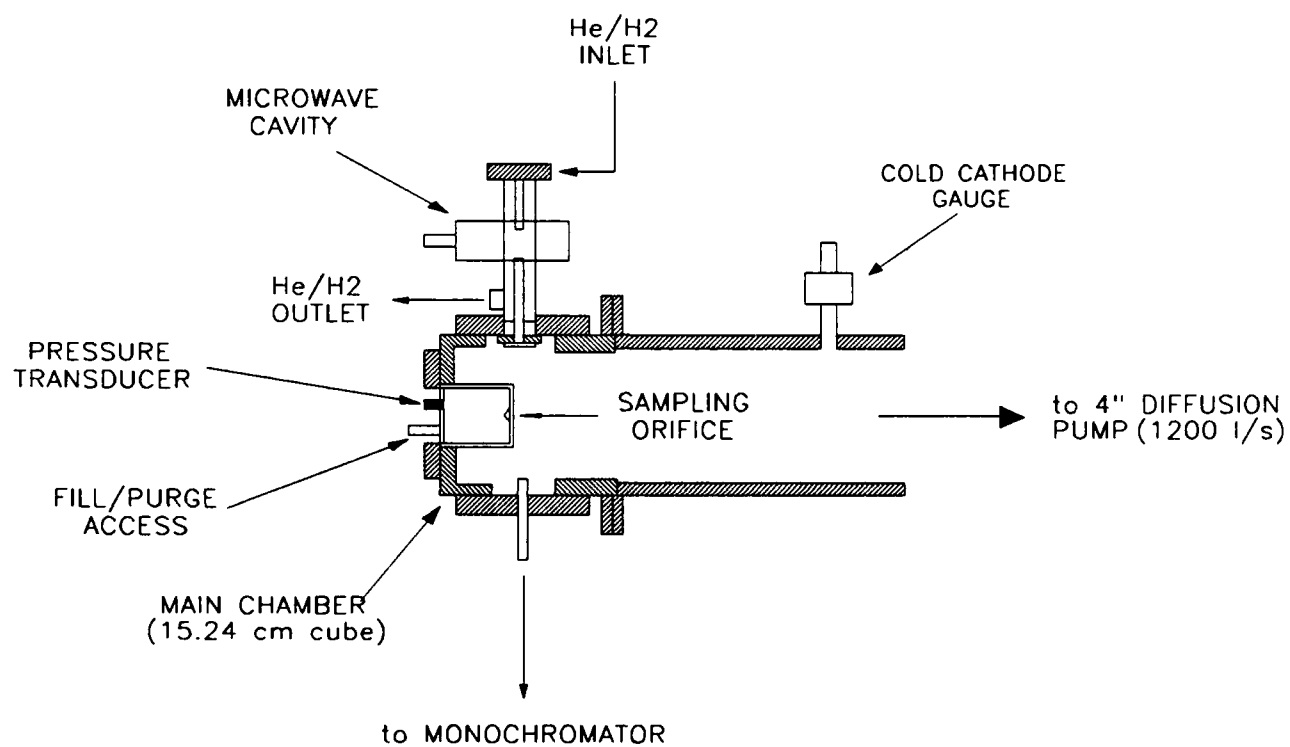 He/H2
INLET
MICROWAVE
CAVITY
COLD CATHODE
GAUGE
He/H2
OUTLET
PRESSURE
TRANSDUCER
SAMPLING
ORIFICE
to 4" DIFFUSION
PUMP (1200 l/s)
FILL/PURGE
ACCESS
MAIN CHAMBER
(15.24 cm cube)
to MONOCHROMATOR